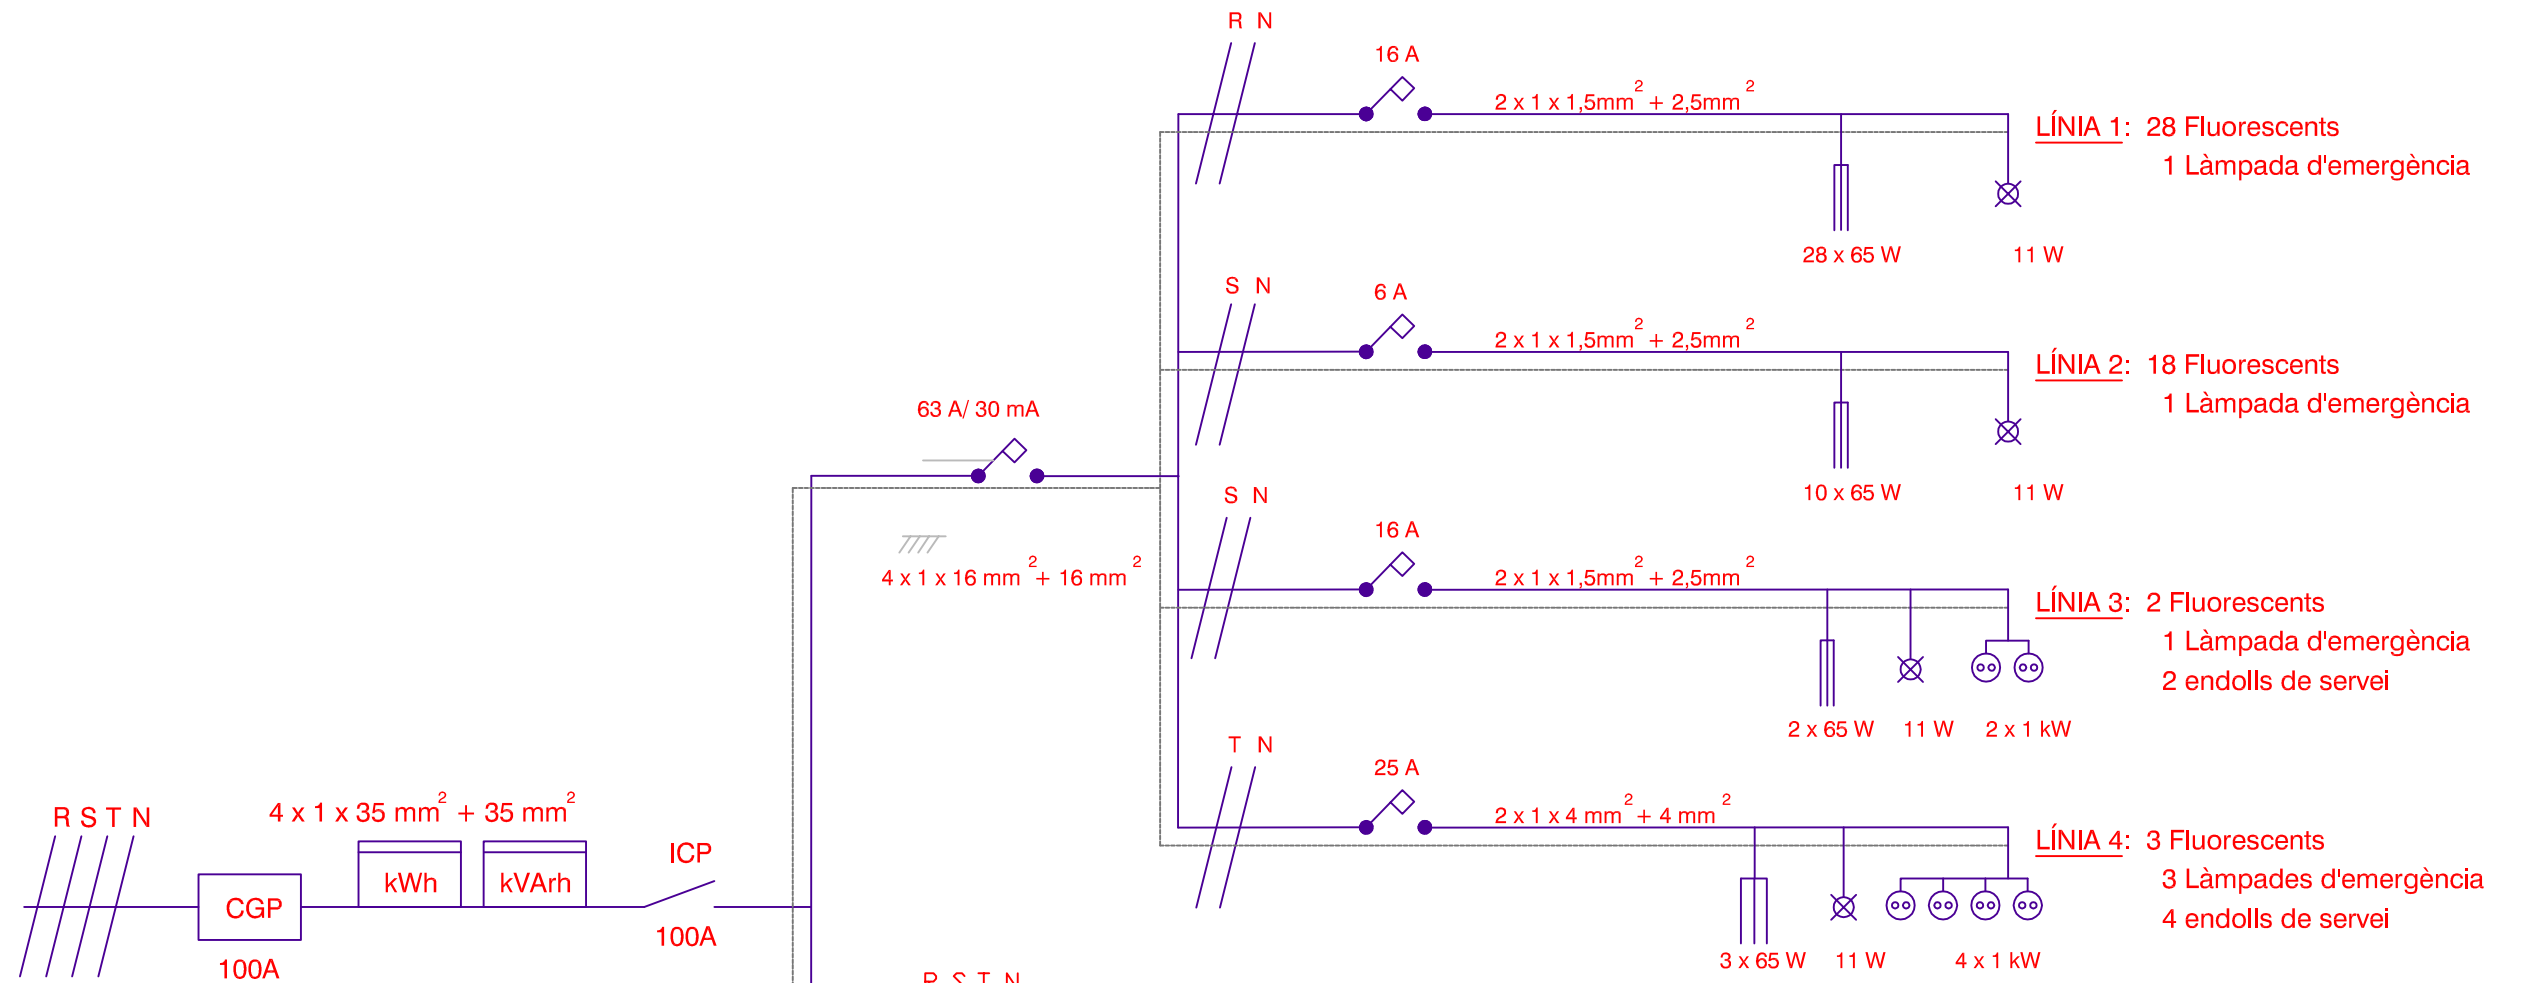 R N
16 A
2 x 1 x 1,5mm² + 2,5mm²
LÍNIA 1: 28 Fluorescents
1 Làmpada d'emergència
28 x 65 W
11 W
S N
6 A
2 x 1 x 1,5mm² + 2,5mm²
LÍNIA 2: 18 Fluorescents
1 Làmpada d'emergència
10 x 65 W
11 W
63 A/ 30 mA
4 x 1 x 16 mm² + 16 mm²
S N
16 A
2 x 1 x 1,5mm² + 2,5mm²
LÍNIA 3: 2 Fluorescents
1 Làmpada d'emergència
2 endolls de servei
2 x 65 W
11 W
2 x 1 kW
T N
25 A
2 x 1 x 4 mm² + 4 mm²
LÍNIA 4: 3 Fluorescents
3 Làmpades d'emergència
4 endolls de servei
3 x 65 W
11 W
4 x 1 kW
R S T N
4 x 1 x 35 mm² + 35 mm²
CGP
100A
kWh
kVArh
ICP
100A
R S T N